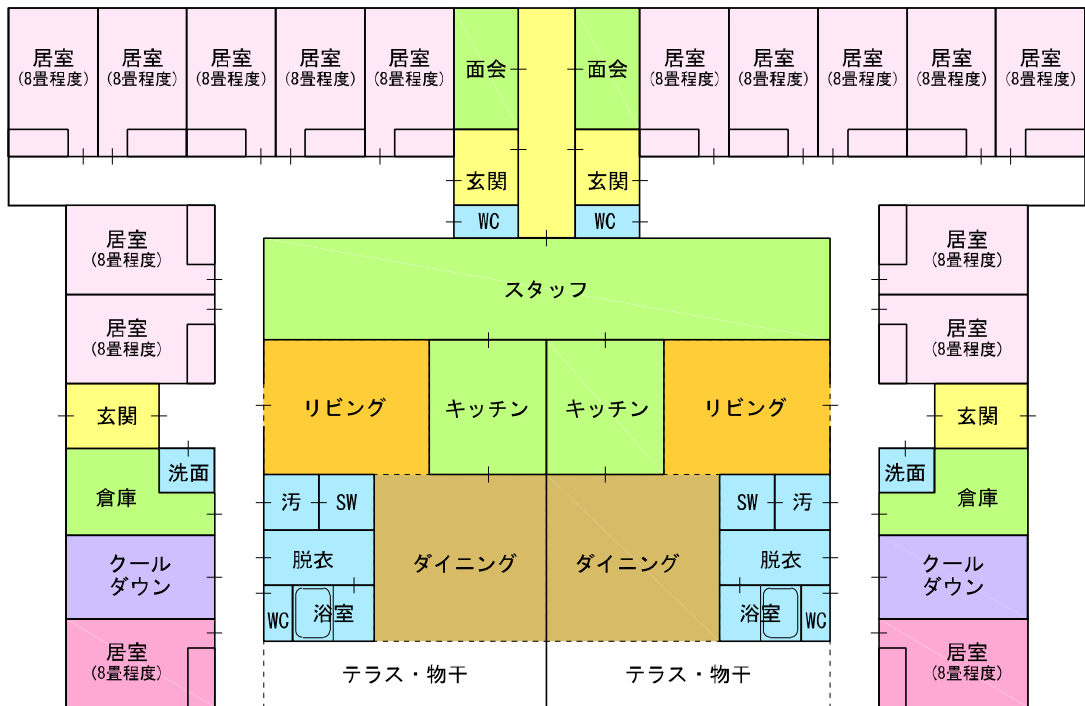 居室
(8畳程度)
居室
(8畳程度)
居室
(8畳程度)
居室
(8畳程度)
居室
(8畳程度)
面会
面会
居室
(8畳程度)
居室
(8畳程度)
居室
(8畳程度)
居室
(8畳程度)
居室
(8畳程度)
玄関
玄関
WC
WC
居室
(8畳程度)
居室
(8畳程度)
スタッフ
居室
(8畳程度)
居室
(8畳程度)
玄関
リビング
キッチン
キッチン
リビング
玄関
洗面
洗面
倉庫
汚
SW
SW
汚
倉庫
クール
ダウン
脱衣
ダイニング
ダイニング
脱衣
クール
ダウン
WC
浴室
浴室
WC
居室
(8畳程度)
テラス・物干
テラス・物干
居室
(8畳程度)